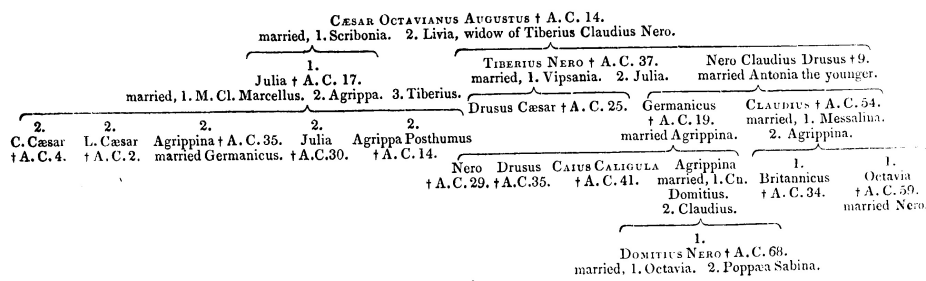 CÆSAR OCTAVIANUS AUGUSTUS † A.C. 14.
married, 1. Scribonia. 2. Livia, widow of Tiberius Claudius Nero.
1.
Julia † A.C. 17.
married, 1. M. Cl. Marcellus. 2. Agrippa. 3. Tiberius.
TIBERIUS NERO † A.C. 37.
married, 1. Vipsania. 2. Julia.
Nero Claudius Drusus † 9.
married Antonia the younger.
Drusus Cæsar † A.C. 25.
Germanicus
† A.C. 19.
married Agrippina.
CLAUDIUS † A.C. 54.
married, 1. Messalina.
2. Agrippina.
2.
C. Cæsar
† A.C. 4.
2.
L. Cæsar
† A.C. 2.
2.
Agrippina † A.C. 35.
married Germanicus.
2.
Julia
† A.C. 30.
2.
Agrippa Posthumus
† A.C. 14.
Nero
† A.C. 29.
Drusus
† A.C. 35.
CAIUS CALIGULA
† A.C. 41.
Agrippina
married, 1. Cn.
Domitius.
2. Claudius.
1.
Britannicus
† A.C. 34.
1.
Octavia
† A.C. 59.
married Nero.
1.
DOMITIUS NERO † A.C. 68.
married, 1. Octavia. 2. Poppæa Sabina.